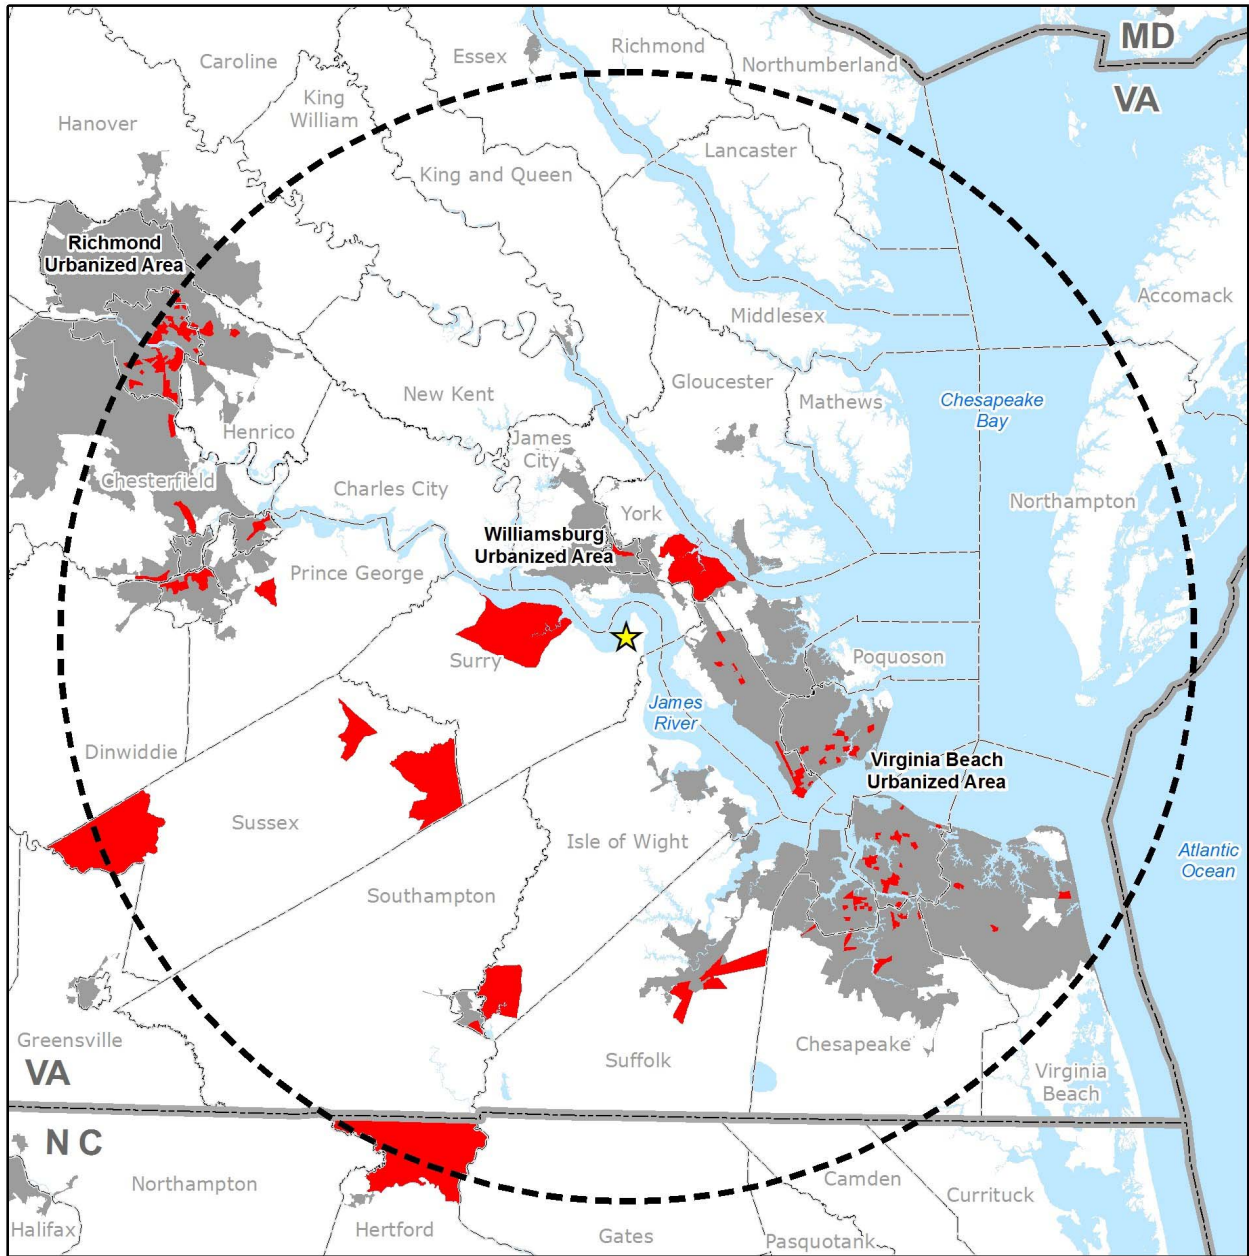 MD
VA
Caroline
Essex
Richmond
Northumberland
King
William
Hanover
Lancaster
King and Queen
Richmond
Urbanized Area
Accomack
Middlesex
Gloucester
New Kent
Mathews
Chesapeake
Bay
Henrico
James
City
Chesterfield
Charles City
York
Northampton
Williamsburg
Urbanized Area
Prince George
Surry
Poquoson
James
River
Dinwiddie
Virginia Beach
Urbanized Area
Sussex
Isle of Wight
Atlantic
Ocean
Southampton
Greensville
Suffolk
Chesapeake
VA
Virginia
Beach
NC
Northampton
Camden
Currituck
Halifax
Hertford
Gates
Pasquotank